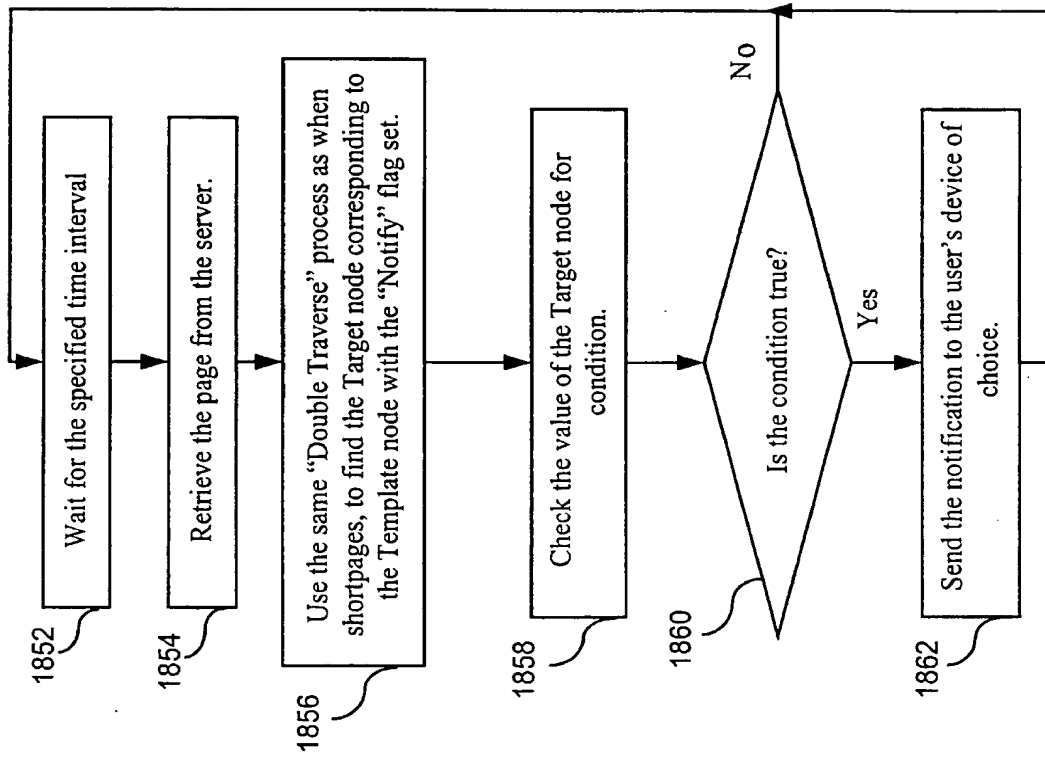 1852
Wait for the specified time interval
1854
Retrieve the page from the server.
1856
Use the same “Double Traverse” process as when
shortpages, to find the Target node corresponding to
the Template node with the “Notify” flag set.
1858
Check the value of the Target node for
condition.
1860
Is the condition true?
No
Yes
1862
Send the notification to the user’s device of
choice.